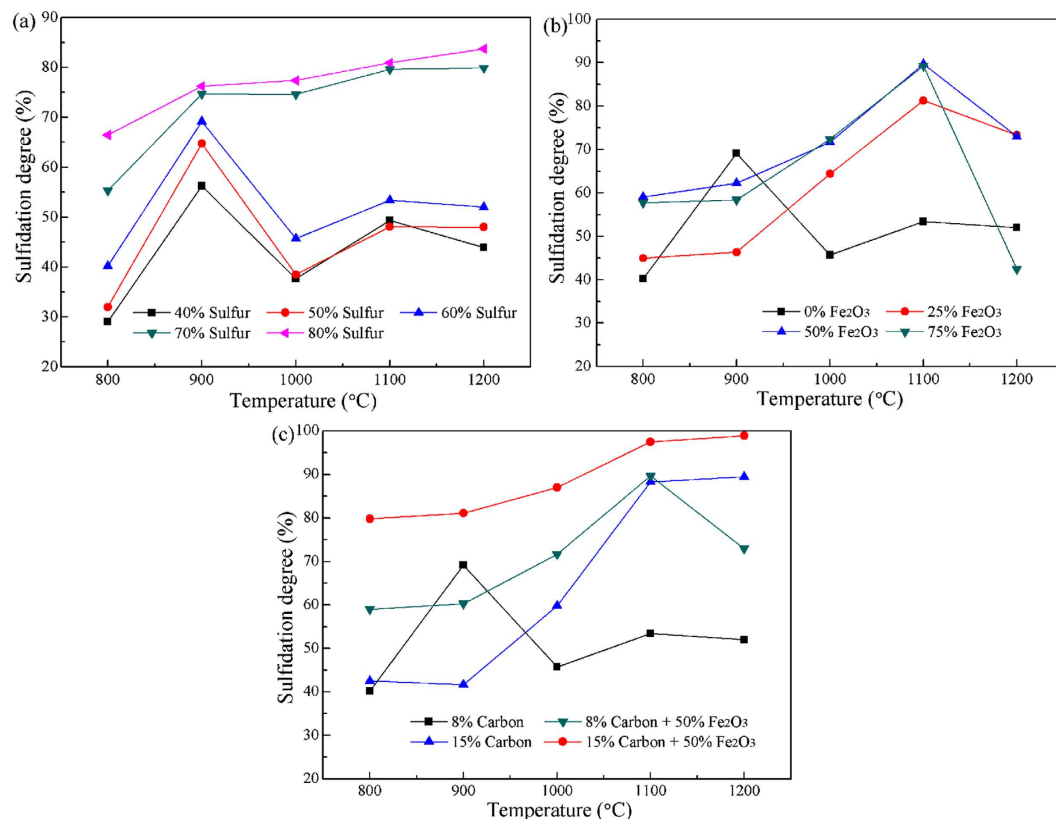 (a)
90
80
70
60
50
40
30
20
Sulfidation degree (%)
40% Sulfur 50% Sulfur 60% Sulfur
70% Sulfur 80% Sulfur
800 900 1000 1100 1200
Temperature (°C)
(b)
100
90
80
70
60
50
40
30
20
Sulfidation degree (%)
0% Fe₂O₃ 25% Fe₂O₃
50% Fe₂O₃ 75% Fe₂O₃
800 900 1000 1100 1200
Temperature (°C)
(c)
100
90
80
70
60
50
40
30
20
Sulfidation degree (%)
8% Carbon 8% Carbon + 50% Fe₂O₃
15% Carbon 15% Carbon + 50% Fe₂O₃
800 900 1000 1100 1200
Temperature (°C)